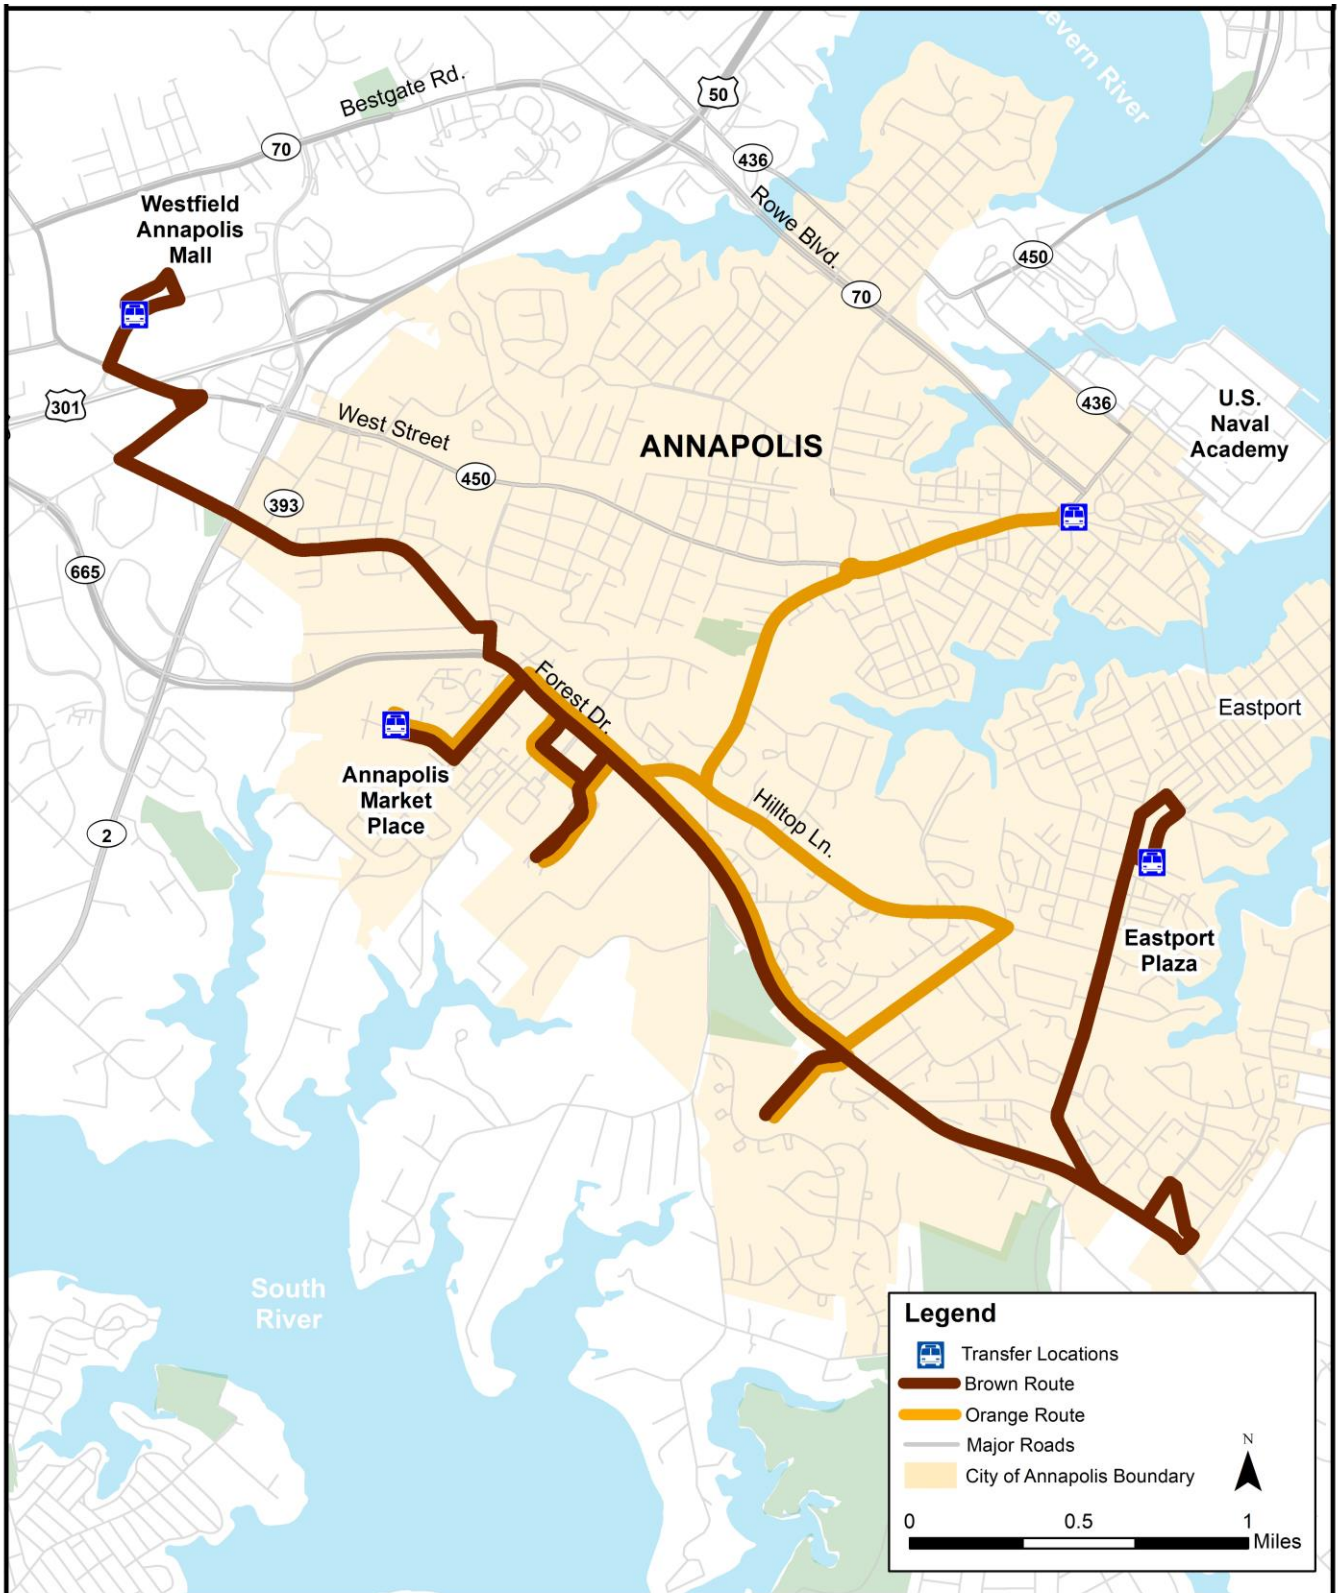 Severn River
50
Bestgate Rd.
70
436
Westfield
Annapolis
Mall
Rowe Blvd.
450
70
301
436
U.S.
Naval
Academy
West Street
ANNAPOLIS
450
393
665
Forest Dr.
Eastport
Annapolis
Market
Place
Hilltop Ln.
2
Eastport
Plaza
South
River
Legend
Transfer Locations
Brown Route
Orange Route
Major Roads
City of Annapolis Boundary
N
0 0.5 1
Miles